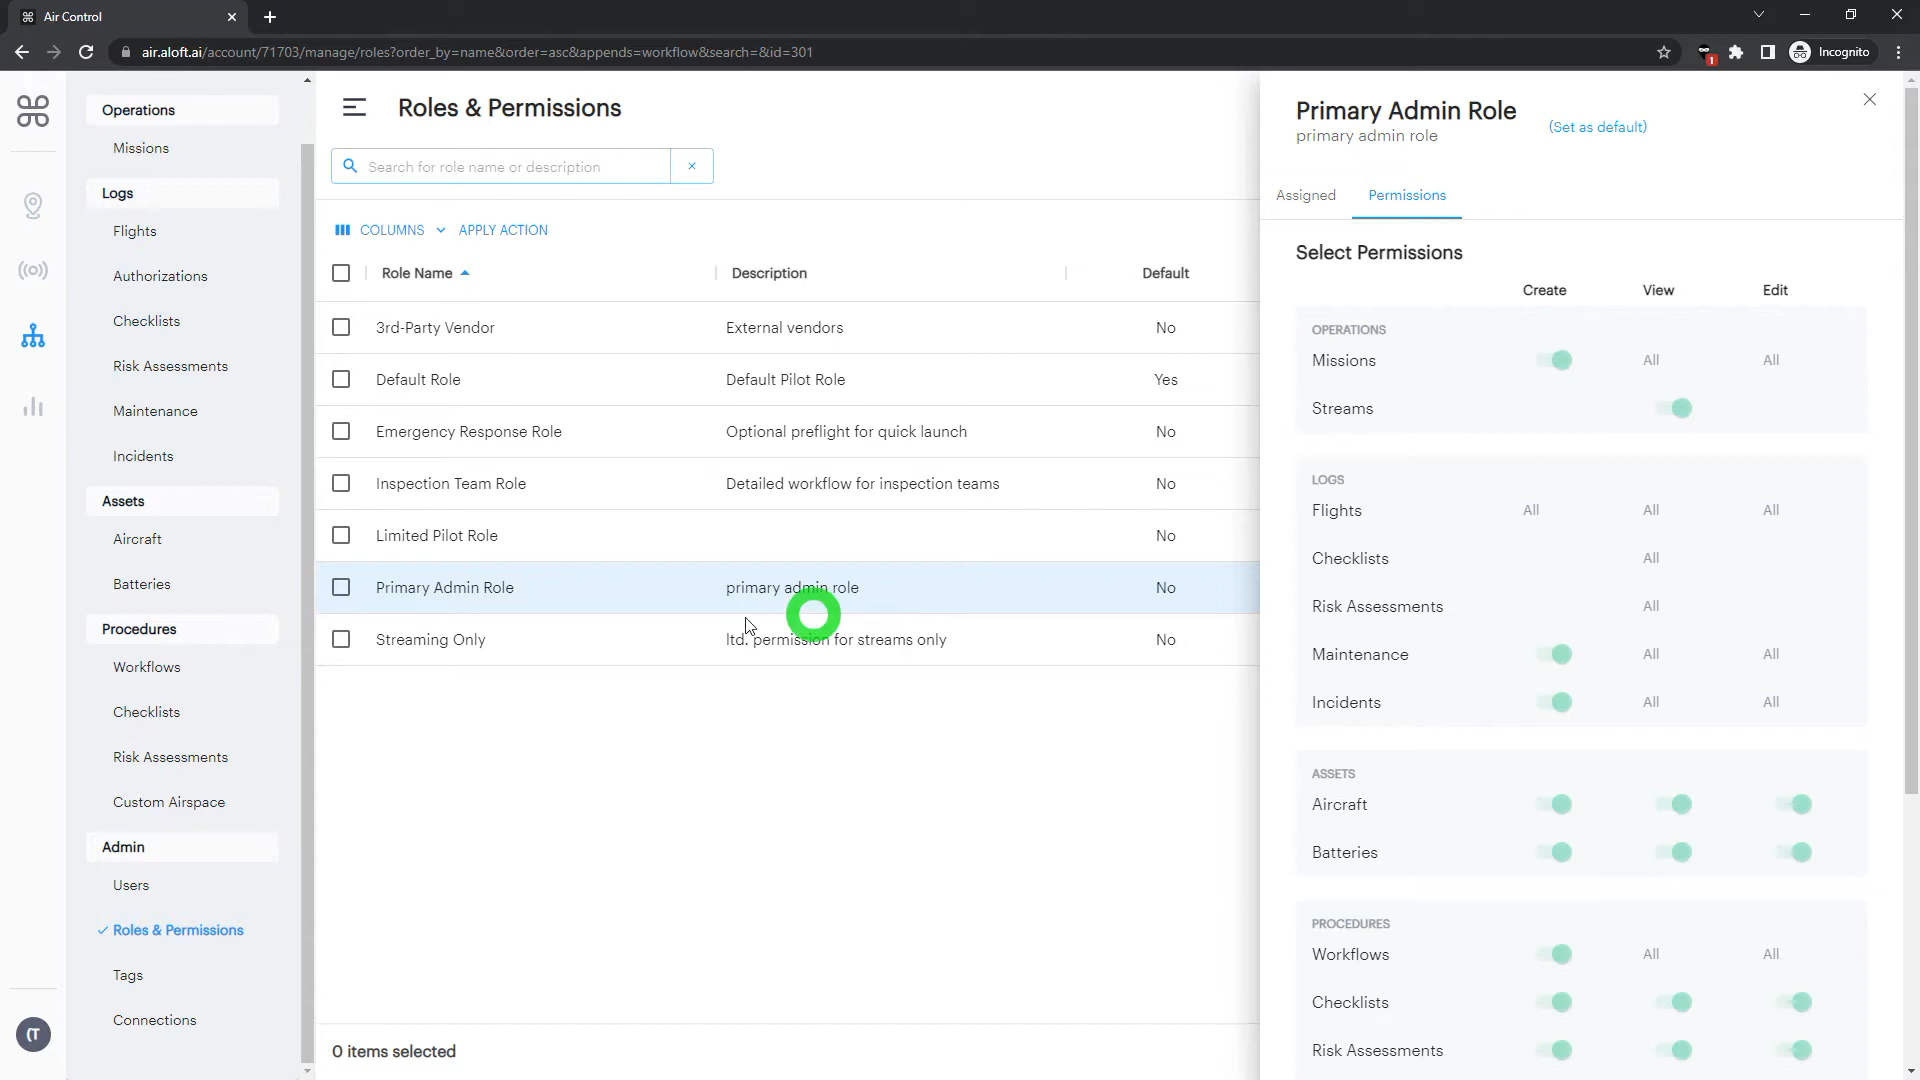 Air Control
air.aloft.ai/account/71703/manage/roles?order_by=name&order=asc&appends=workflow&search=&id=301
1
Incognito
Operations
Missions
Logs
Flights
Authorizations
Checklists
Risk Assessments
Maintenance
Incidents
Assets
Aircraft
Batteries
Procedures
Workflows
Checklists
Risk Assessments
Custom Airspace
Admin
Users
Roles & Permissions
Tags
Connections
(T
Roles & Permissions
Search for role name or description
COLUMNS APPLY ACTION
Role Name Description Default
3rd-Party Vendor External vendors No
Default Role Default Pilot Role Yes
Emergency Response Role Optional preflight for quick launch No
Inspection Team Role Detailed workflow for inspection teams No
Limited Pilot Role No
Primary Admin Role primary admin role No
Streaming Only ltd. permission for streams only No
0 items selected
Primary Admin Role
primary admin role
(Set as default)
Assigned Permissions
Select Permissions
Create View Edit
OPERATIONS
Missions All All
Streams
LOGS
Flights All All All
Checklists All
Risk Assessments All
Maintenance All All
Incidents All All
ASSETS
Aircraft
Batteries
PROCEDURES
Workflows All All
Checklists
Risk Assessments